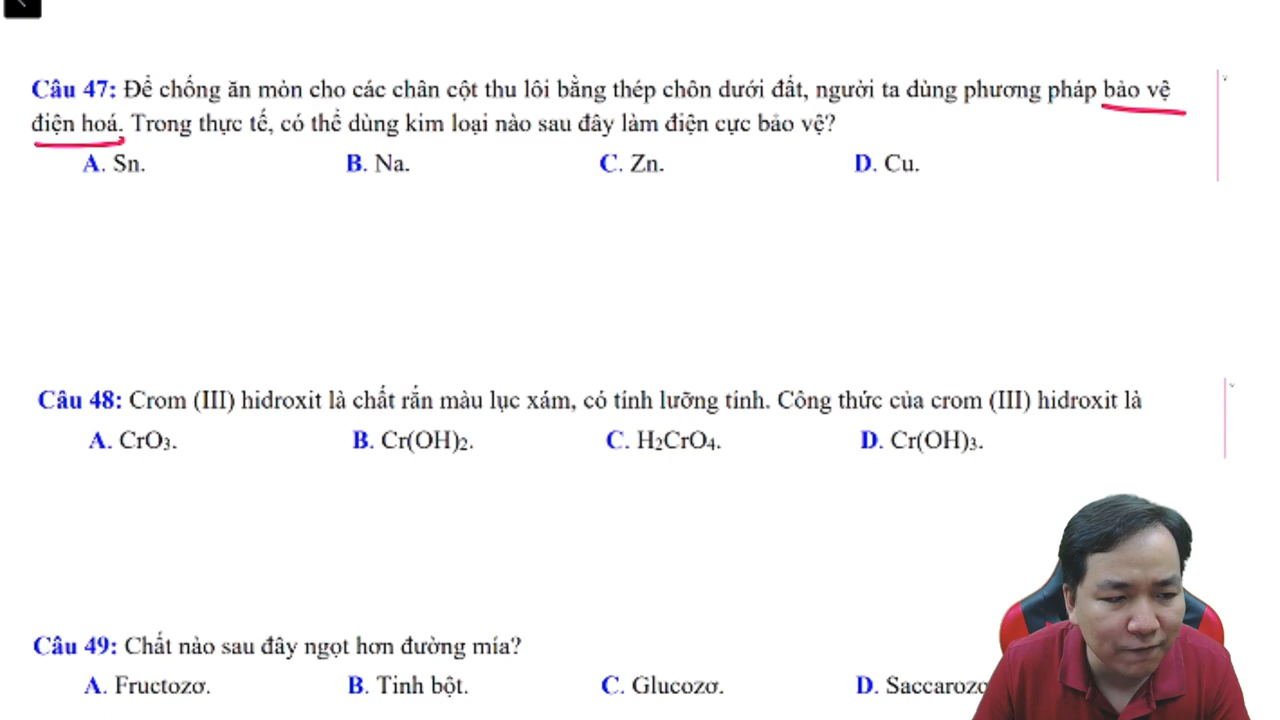 Câu 47: Để chống ăn mòn cho các chân cột thu lôi bằng thép chôn dưới đất, người ta dùng phương pháp bảo vệ
điện hoá. Trong thực tế, có thể dùng kim loại nào sau đây làm điện cực bảo vệ?
A. Sn. B. Na. C. Zn. D. Cu.
Câu 48: Crom (III) hidroxit là chất rắn màu lục xám, có tính lưỡng tính. Công thức của crom (III) hidroxit là
A. CrO₃. B. Cr(OH)₂. C. H₂CrO₄. D. Cr(OH)₃.
Câu 49: Chất nào sau đây ngọt hơn đường mía?
A. Fructozơ. B. Tinh bột. C. Glucozơ. D. Saccarozơ